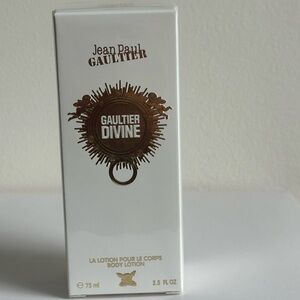 Jean Paul
GAULTIER
GAULTIER
DIVINE
LA LOTION POUR LE CORPS
BODY LOTION
℮ 75 ml 2.5 FL.OZ